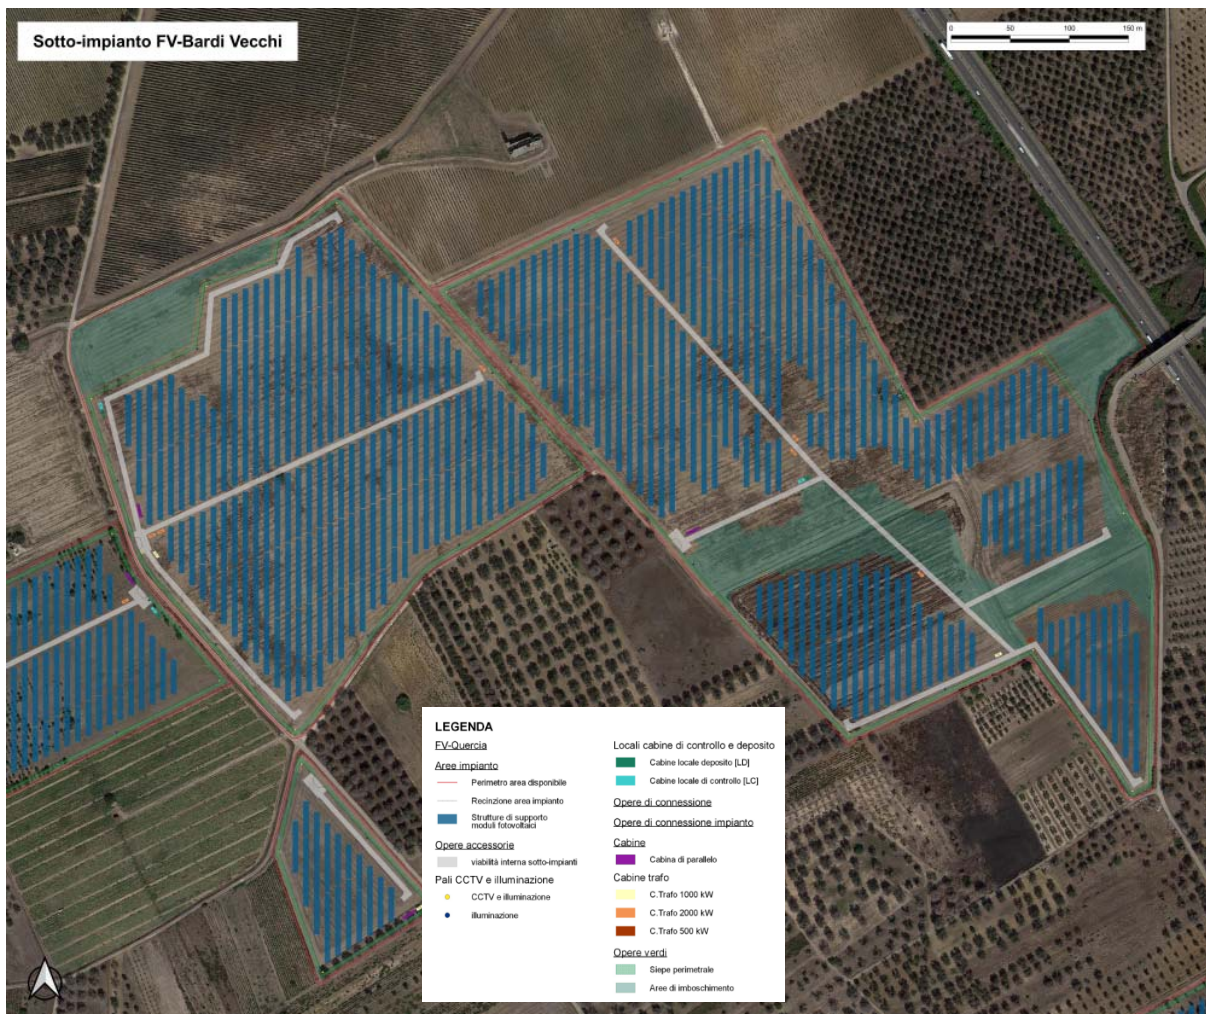 Sotto-impianto FV-Bardi Vecchi
0 50 100 150 m
LEGENDA
FV-Quercia
Aree impianto
Perimetro area disponibile
Recinzione area impianto
Strutture di supporto
moduli fotovoltaici
Opere accessorie
viabilità interna sotto-impianti
Pali CCTV e illuminazione
CCTV e illuminazione
illuminazione
Locali cabine di controllo e deposito
Cabine locale deposito [LD]
Cabine locale di controllo [LC]
Opere di connessione
Opere di connessione impianto
Cabine
Cabina di parallelo
Cabine trafo
C.Trafo 1000 kW
C.Trafo 2000 kW
C.Trafo 500 kW
Opere verdi
Siepe perimetrale
Aree di imboschimento